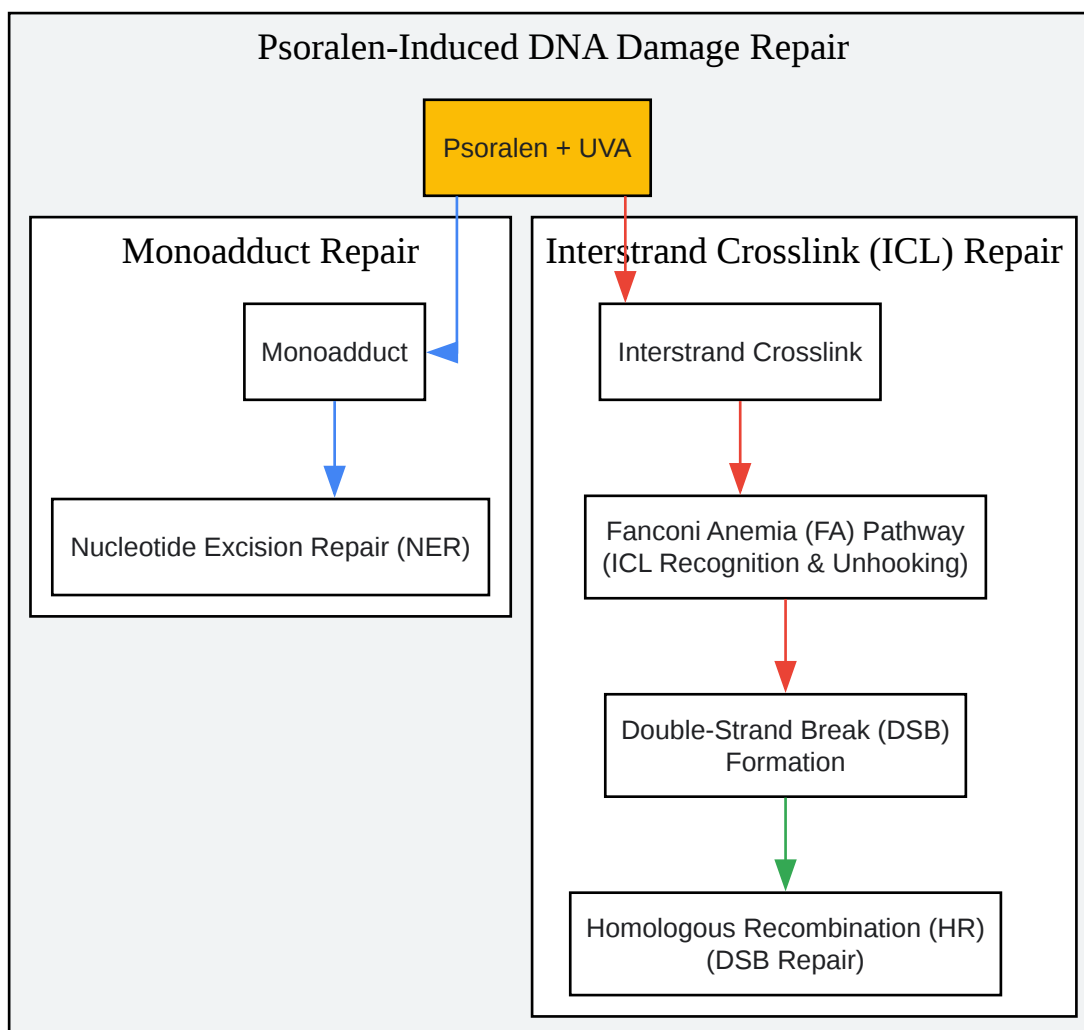 Psoralen-Induced DNA Damage Repair
Psoralen + UVA
Monoadduct Repair
Monoadduct
Nucleotide Excision Repair (NER)
Interstrand Crosslink (ICL) Repair
Interstrand Crosslink
Fanconi Anemia (FA) Pathway
(ICL Recognition & Unhooking)
Double-Strand Break (DSB)
Formation
Homologous Recombination (HR)
(DSB Repair)